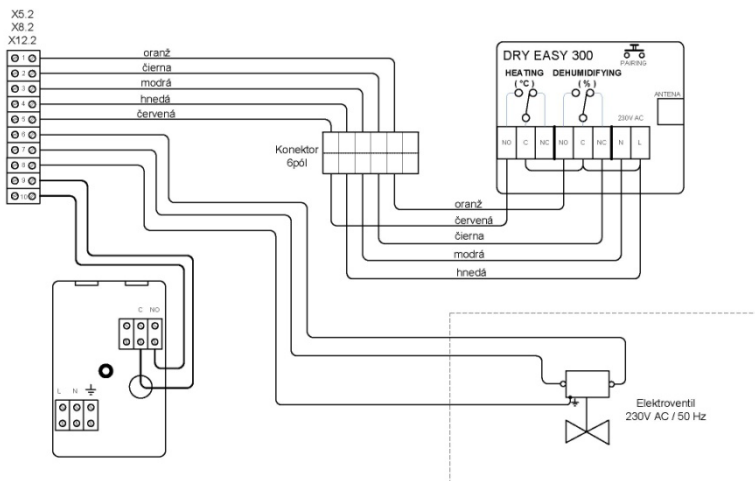 X5.2
X8.2
X12.2
1
2
3
4
5
6
7
8
9
10
oranž
čierna
modrá
hnedá
červená
Konektor
6pól
DRY EASY 300
PAIRING
HEATING DEHUMIDIFYING
( °C ) ( % )
ANTENA
230V AC
NO C NC NO C NC N L
oranž
červená
čierna
modrá
hnedá
C NO
L N
Elektroventil
230V AC / 50 Hz